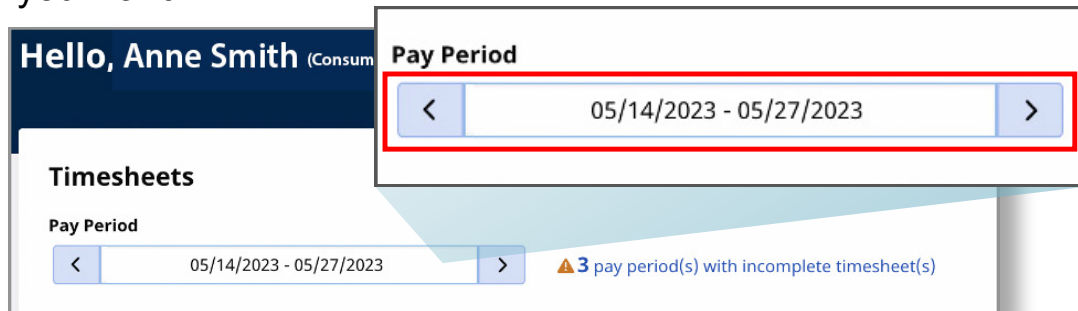 Hello, Anne Smith (Consum
Pay Period
05/14/2023 - 05/27/2023
Timesheets
Pay Period
05/14/2023 - 05/27/2023
3 pay period(s) with incomplete timesheet(s)